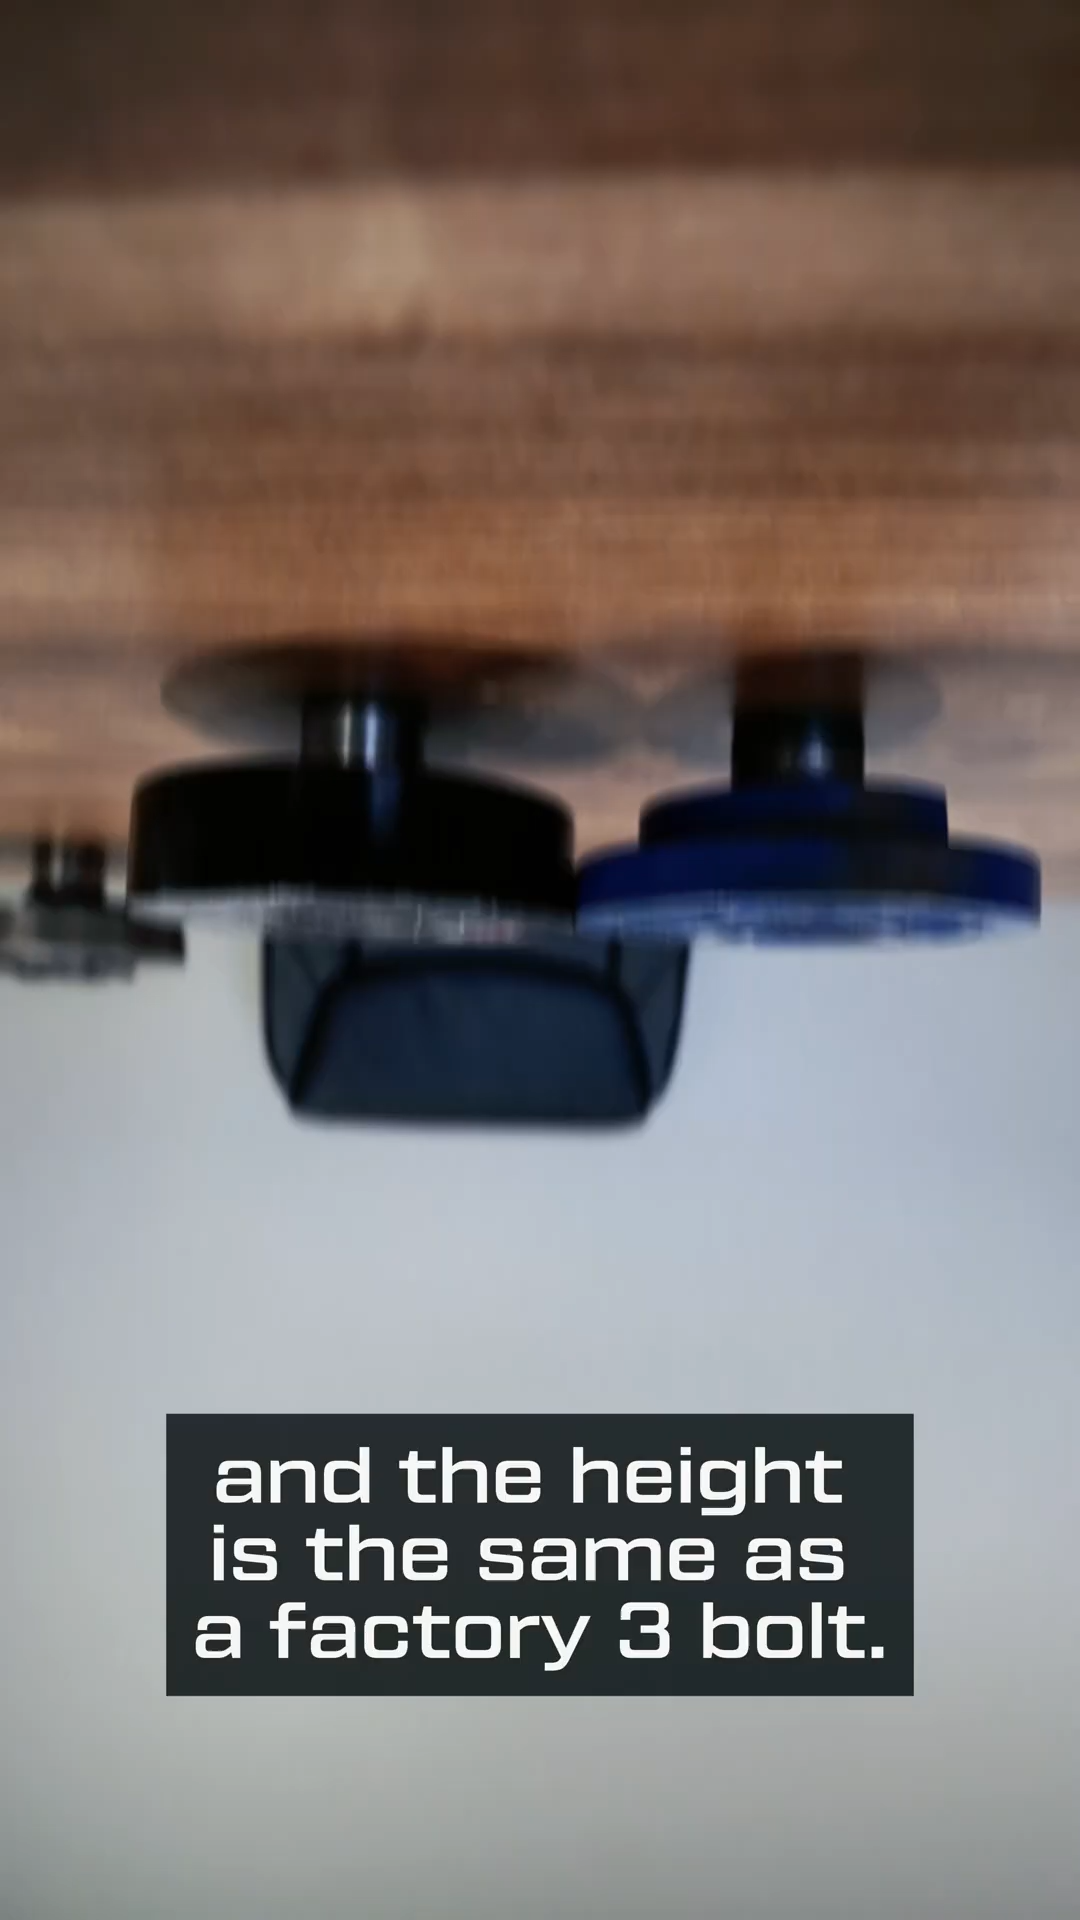 and the height
is the same as
a factory 3 bolt.